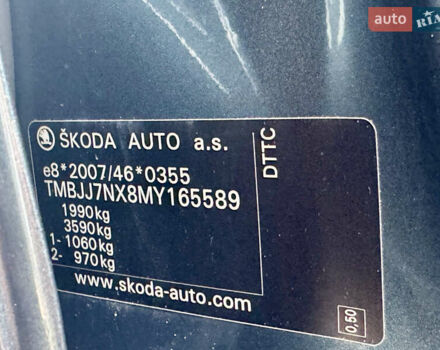 auto RIA
ŠKODA AUTO a.s.
e8*2007/46*0355
TMBJJ7NX8MY165589
1990kg
3590kg
1- 1060kg
2- 970kg
www.skoda-auto.com
DTTC
0,50